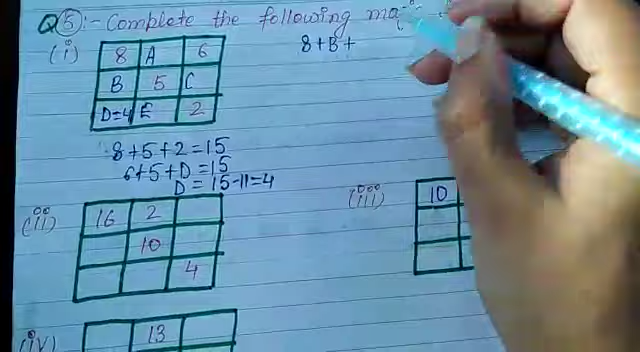 Q⑤:- Complete the following
(i)
8 A 6
8 + B +
B 5 C
D=4 E 2
8+5+2=15
6+5+D=15
D = 15-11=4
(ii)
16 2
10
4
(iii)
10
(iv)
13